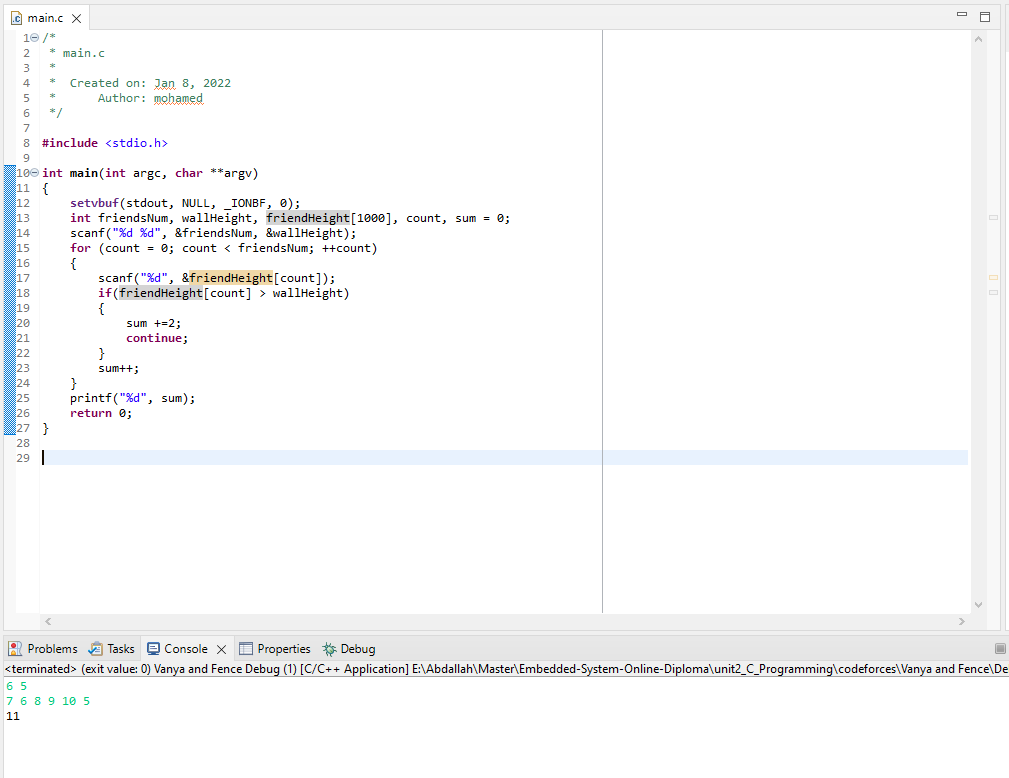 main.c
1 /*
2  * main.c
3  *
4  *  Created on: Jan 8, 2022
5  *      Author: mohamed
6  */
7
8 #include <stdio.h>
9
10 int main(int argc, char **argv)
11 {
12     setvbuf(stdout, NULL, _IONBF, 0);
13     int friendsNum, wallHeight, friendHeight[1000], count, sum = 0;
14     scanf("%d %d", &friendsNum, &wallHeight);
15     for (count = 0; count < friendsNum; ++count)
16     {
17         scanf("%d", &friendHeight[count]);
18         if(friendHeight[count] > wallHeight)
19         {
20             sum +=2;
21             continue;
22         }
23         sum++;
24     }
25     printf("%d", sum);
26     return 0;
27 }
28
29
Problems Tasks Console Properties Debug
<terminated> (exit value: 0) Vanya and Fence Debug (1) [C/C++ Application] E:\Abdallah\Master\Embedded-System-Online-Diploma\unit2_C_Programming\codeforces\Vanya and Fence\De
6 5
7 6 8 9 10 5
11